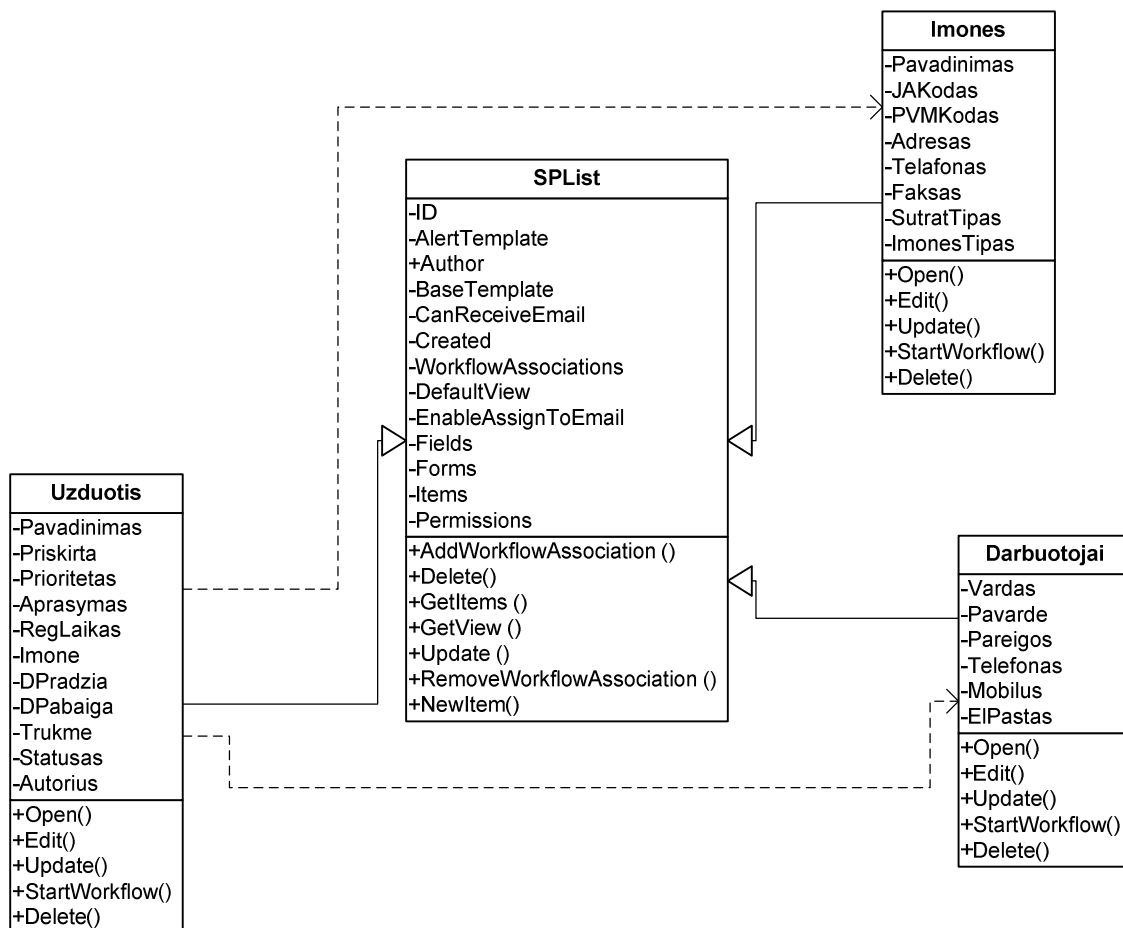 Imones
-Pavadinimas
-JAKodas
-PVMKodas
-Adresas
-Telafonas
-Faksas
-SutratTipas
-ImonesTipas
+Open()
+Edit()
+Update()
+StartWorkflow()
+Delete()
SPList
-ID
-AlertTemplate
+Author
-BaseTemplate
-CanReceiveEmail
-Created
-WorkflowAssociations
-DefaultView
-EnableAssignToEmail
-Fields
-Forms
-Items
-Permissions
+AddWorkflowAssociation ()
+Delete()
+GetItems ()
+GetView ()
+Update ()
+RemoveWorkflowAssociation ()
+NewItem()
Uzduotis
-Pavadinimas
-Priskirta
-Prioritetas
-Aprasymas
-RegLaikas
-Imone
-DPradzia
-DPabaiga
-Trukme
-Statusas
-Autorius
+Open()
+Edit()
+Update()
+StartWorkflow()
+Delete()
Darbuotojai
-Vardas
-Pavarde
-Pareigos
-Telefonas
-Mobilus
-ElPastas
+Open()
+Edit()
+Update()
+StartWorkflow()
+Delete()